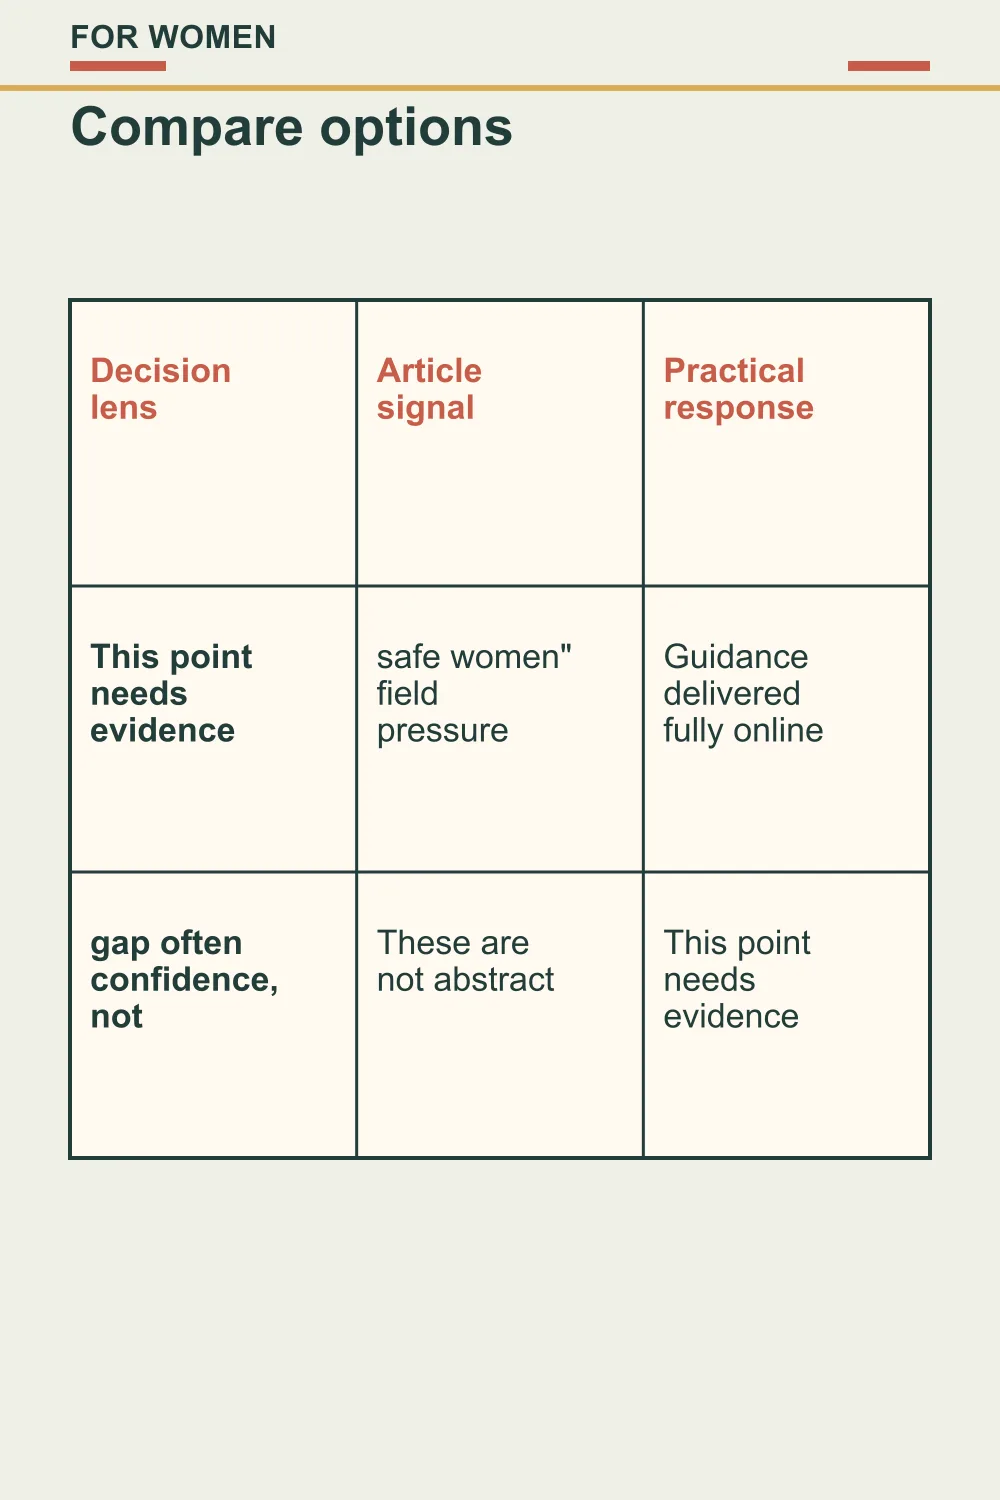 FOR WOMEN
Compare options
Decision
lens
Article
signal
Practical
response
This point
needs
evidence
safe women"
field
pressure
Guidance
delivered
fully online
gap often
confidence,
not
These are
not abstract
This point
needs
evidence